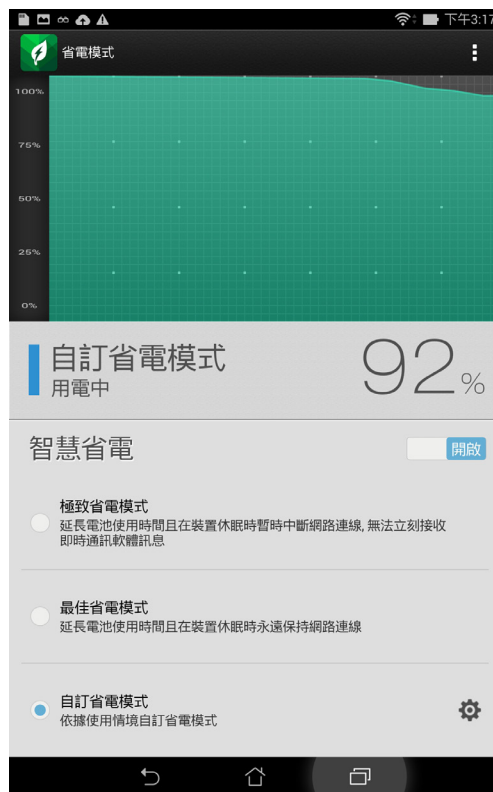 下午3:17
省電模式
100%
75%
50%
25%
0%
自訂省電模式
用電中
92%
智慧省電
開啟
極致省電模式
延長電池使用時間且在裝置休眠時暫時中斷網路連線, 無法立刻接收
即時通訊軟體訊息
最佳省電模式
延長電池使用時間且在裝置休眠時永遠保持網路連線
自訂省電模式
依據使用情境自訂省電模式